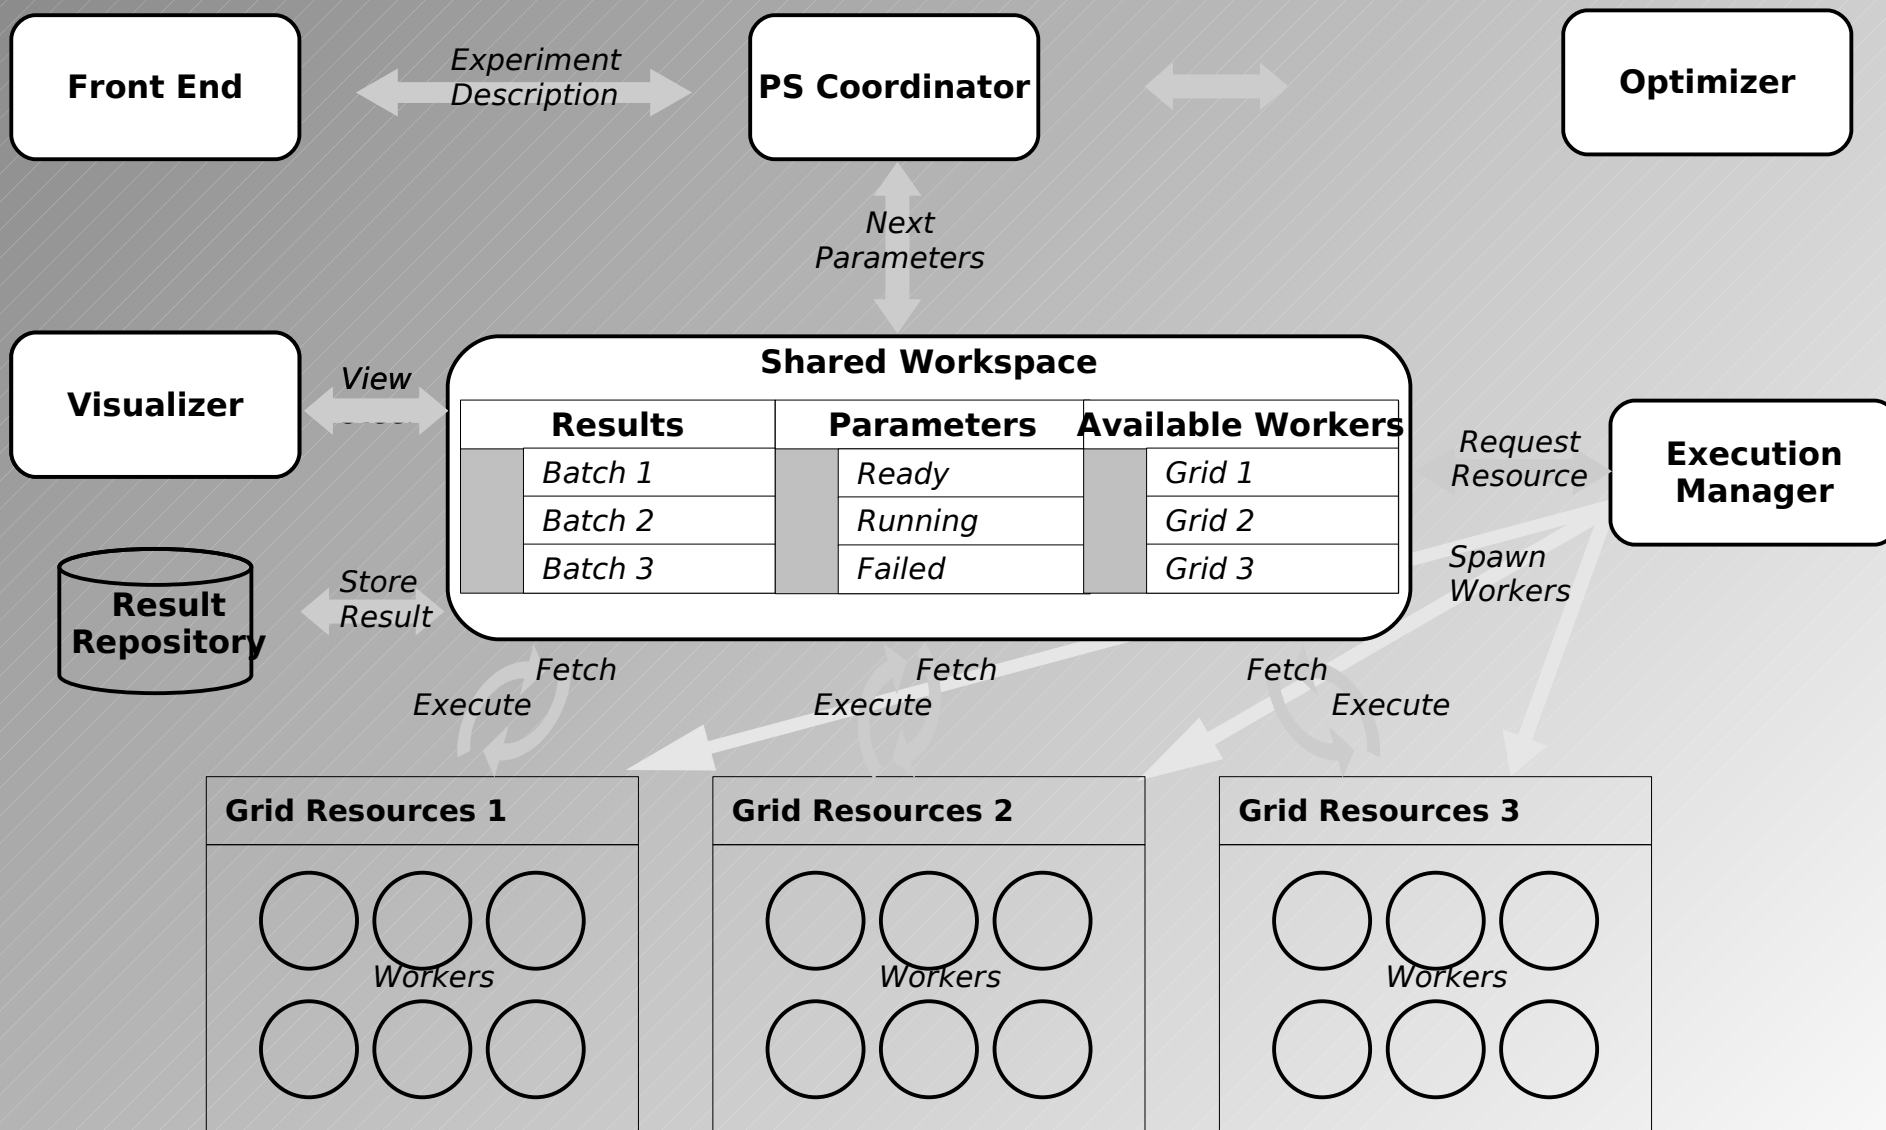 Front End
Experiment
Description
PS Coordinator
Optimizer
Next
Parameters
Visualizer
View
Shared Workspace
Results
Parameters
Available Workers
Batch 1
Ready
Grid 1
Batch 2
Running
Grid 2
Batch 3
Failed
Grid 3
Request
Resource
Execution
Manager
Spawn
Workers
Result
Repository
Store
Result
Fetch
Execute
Fetch
Execute
Fetch
Execute
Grid Resources 1
Grid Resources 2
Grid Resources 3
Workers
Workers
Workers